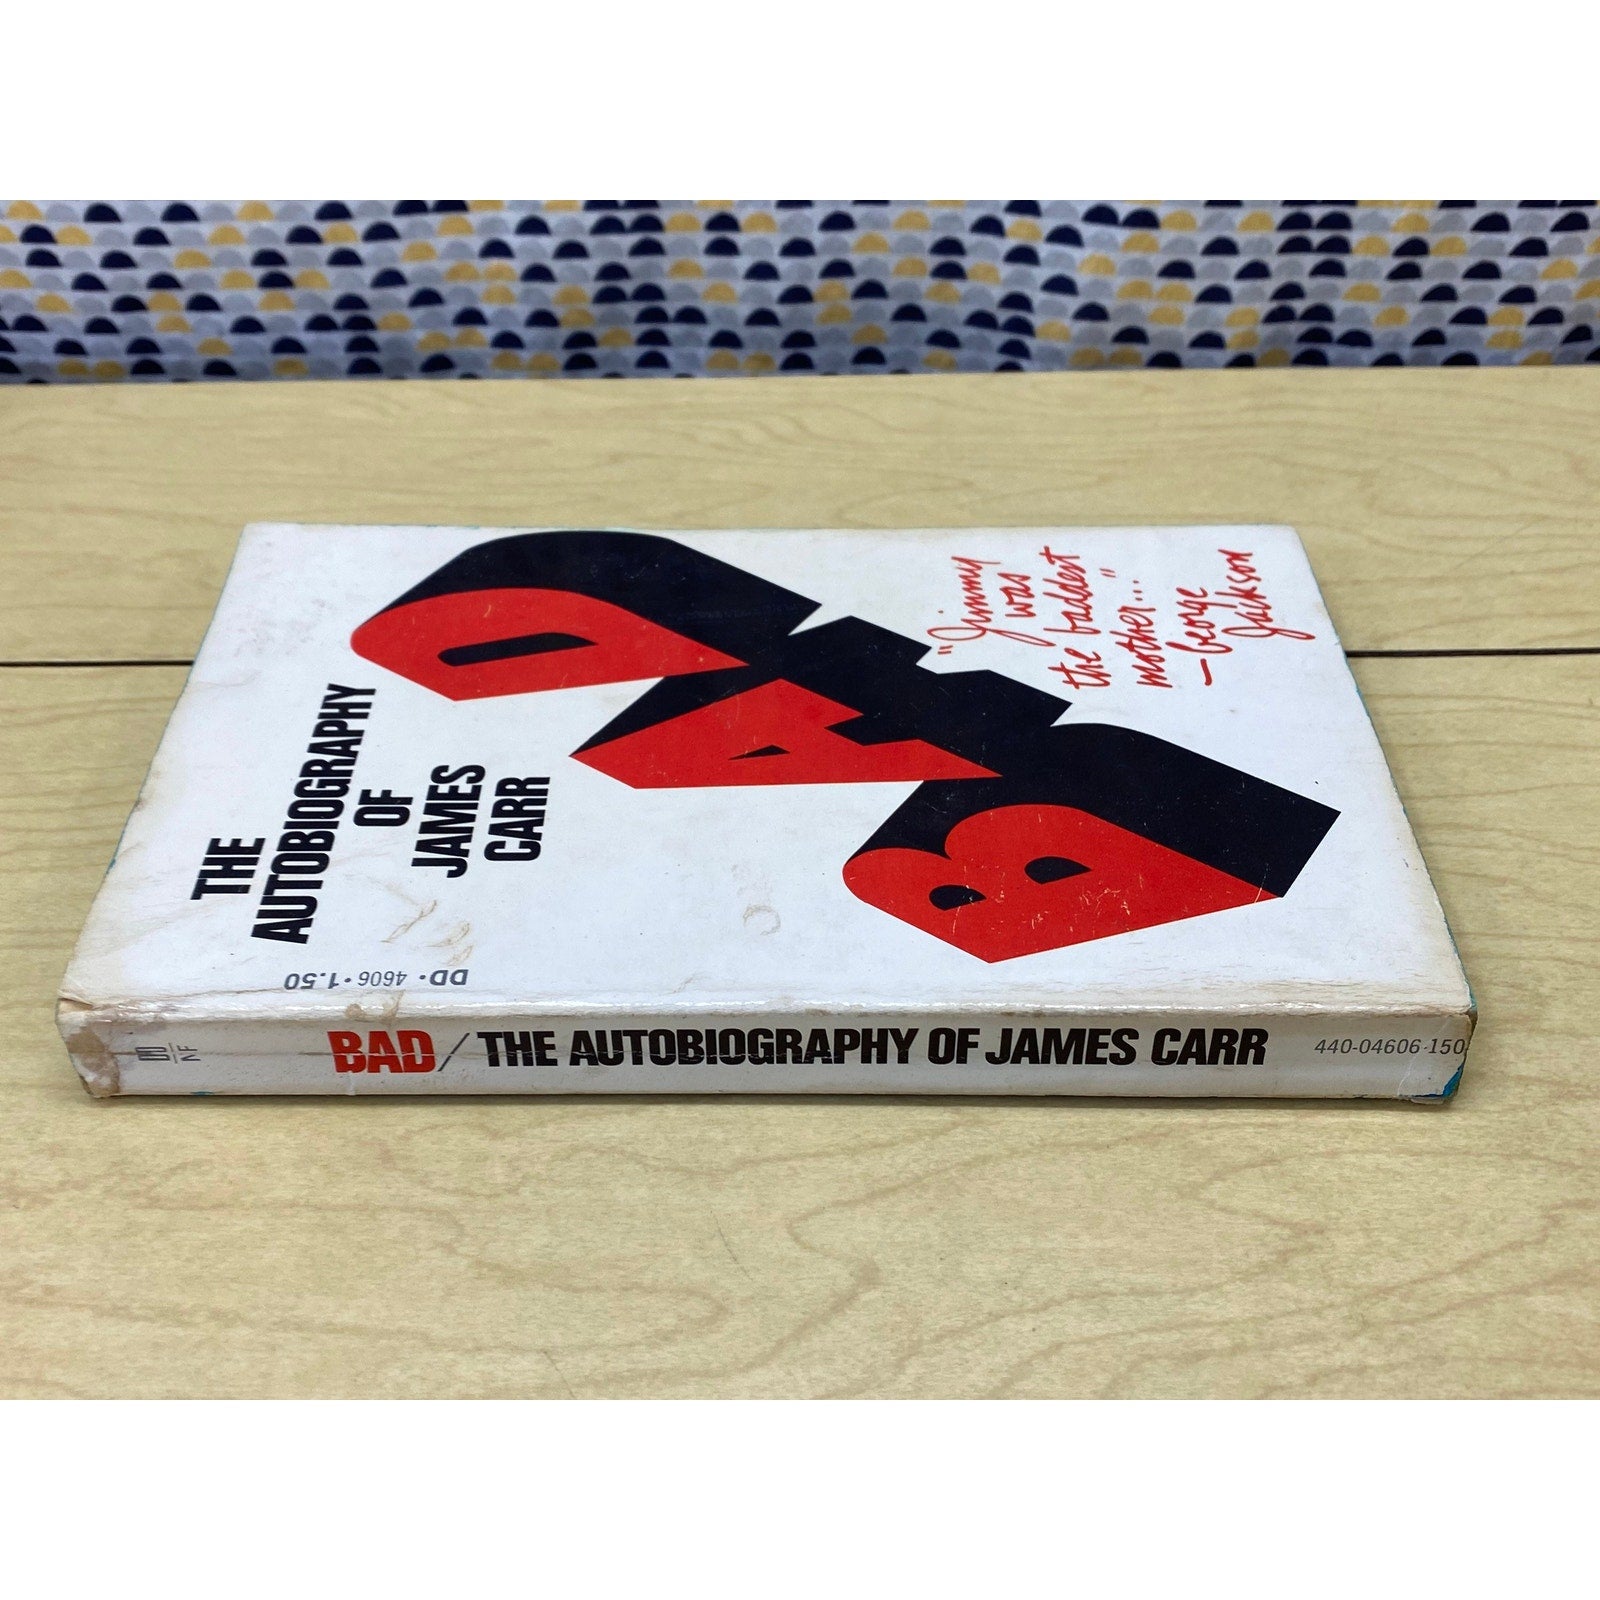 "Jimmy
was
the baddest
mother..."
—George
Jackson
BAD
THE
AUTOBIOGRAPHY
OF
JAMES
CARR
DD • 4606 • 1.50
NF
BAD / THE AUTOBIOGRAPHY OF JAMES CARR 440-04606-150